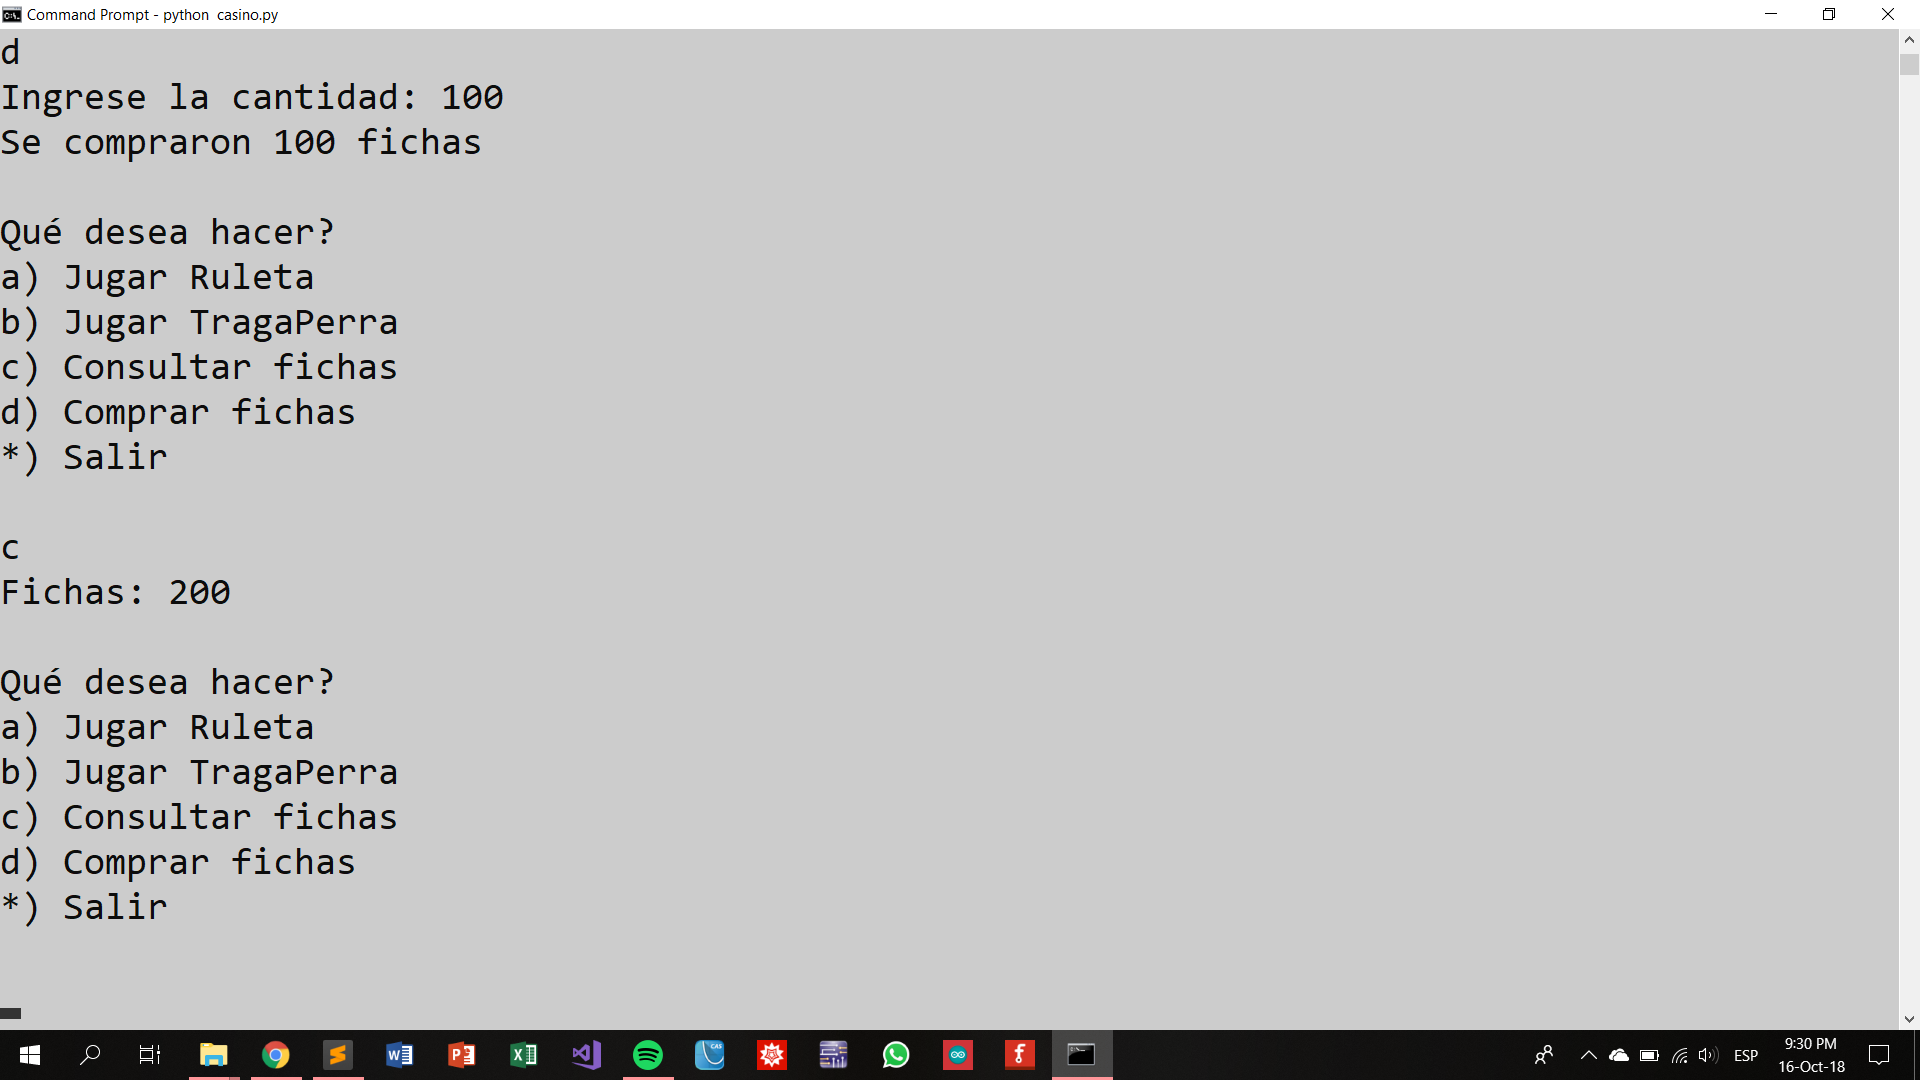 Command Prompt - python  casino.py
d
Ingrese la cantidad: 100
Se compraron 100 fichas
Qué desea hacer?
a) Jugar Ruleta
b) Jugar TragaPerra
c) Consultar fichas
d) Comprar fichas
*) Salir
c
Fichas: 200
Qué desea hacer?
a) Jugar Ruleta
b) Jugar TragaPerra
c) Consultar fichas
d) Comprar fichas
*) Salir
ESP
9:30 PM
16-Oct-18